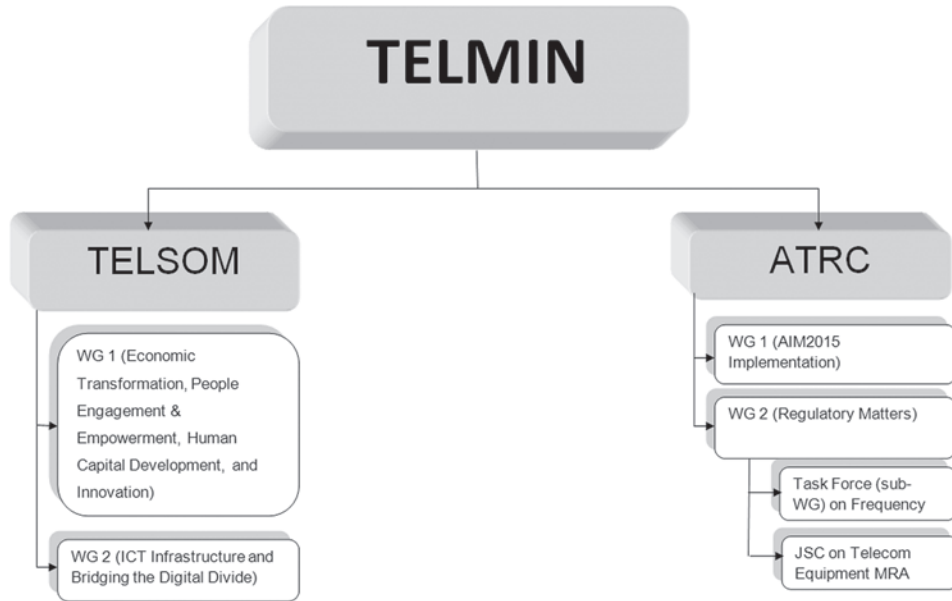 TELMIN
TELSOM
WG 1 (Economic
Transformation, People
Engagement &
Empowerment, Human
Capital Development, and
Innovation)
WG 2 (ICT Infrastructure and
Bridging the Digital Divide)
ATRC
WG 1 (AIM2015
Implementation)
WG 2 (Regulatory Matters)
Task Force (sub-
WG) on Frequency
JSC on Telecom
Equipment MRA